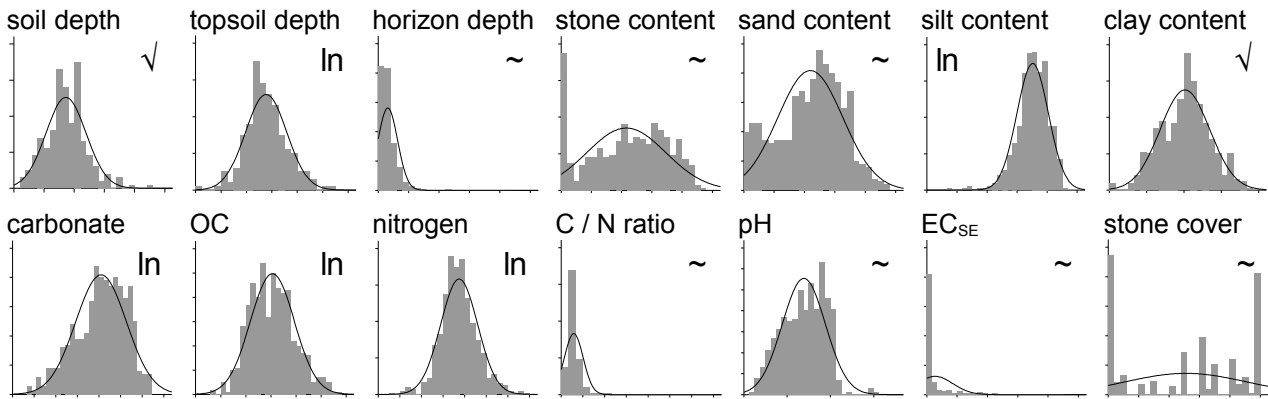 soil depth topsoil depth horizon depth stone content sand content silt content clay content
√ ln ~ ~ ~ ln √
carbonate OC nitrogen C / N ratio pH EC_SE stone cover
ln ln ln ~ ~ ~ ~